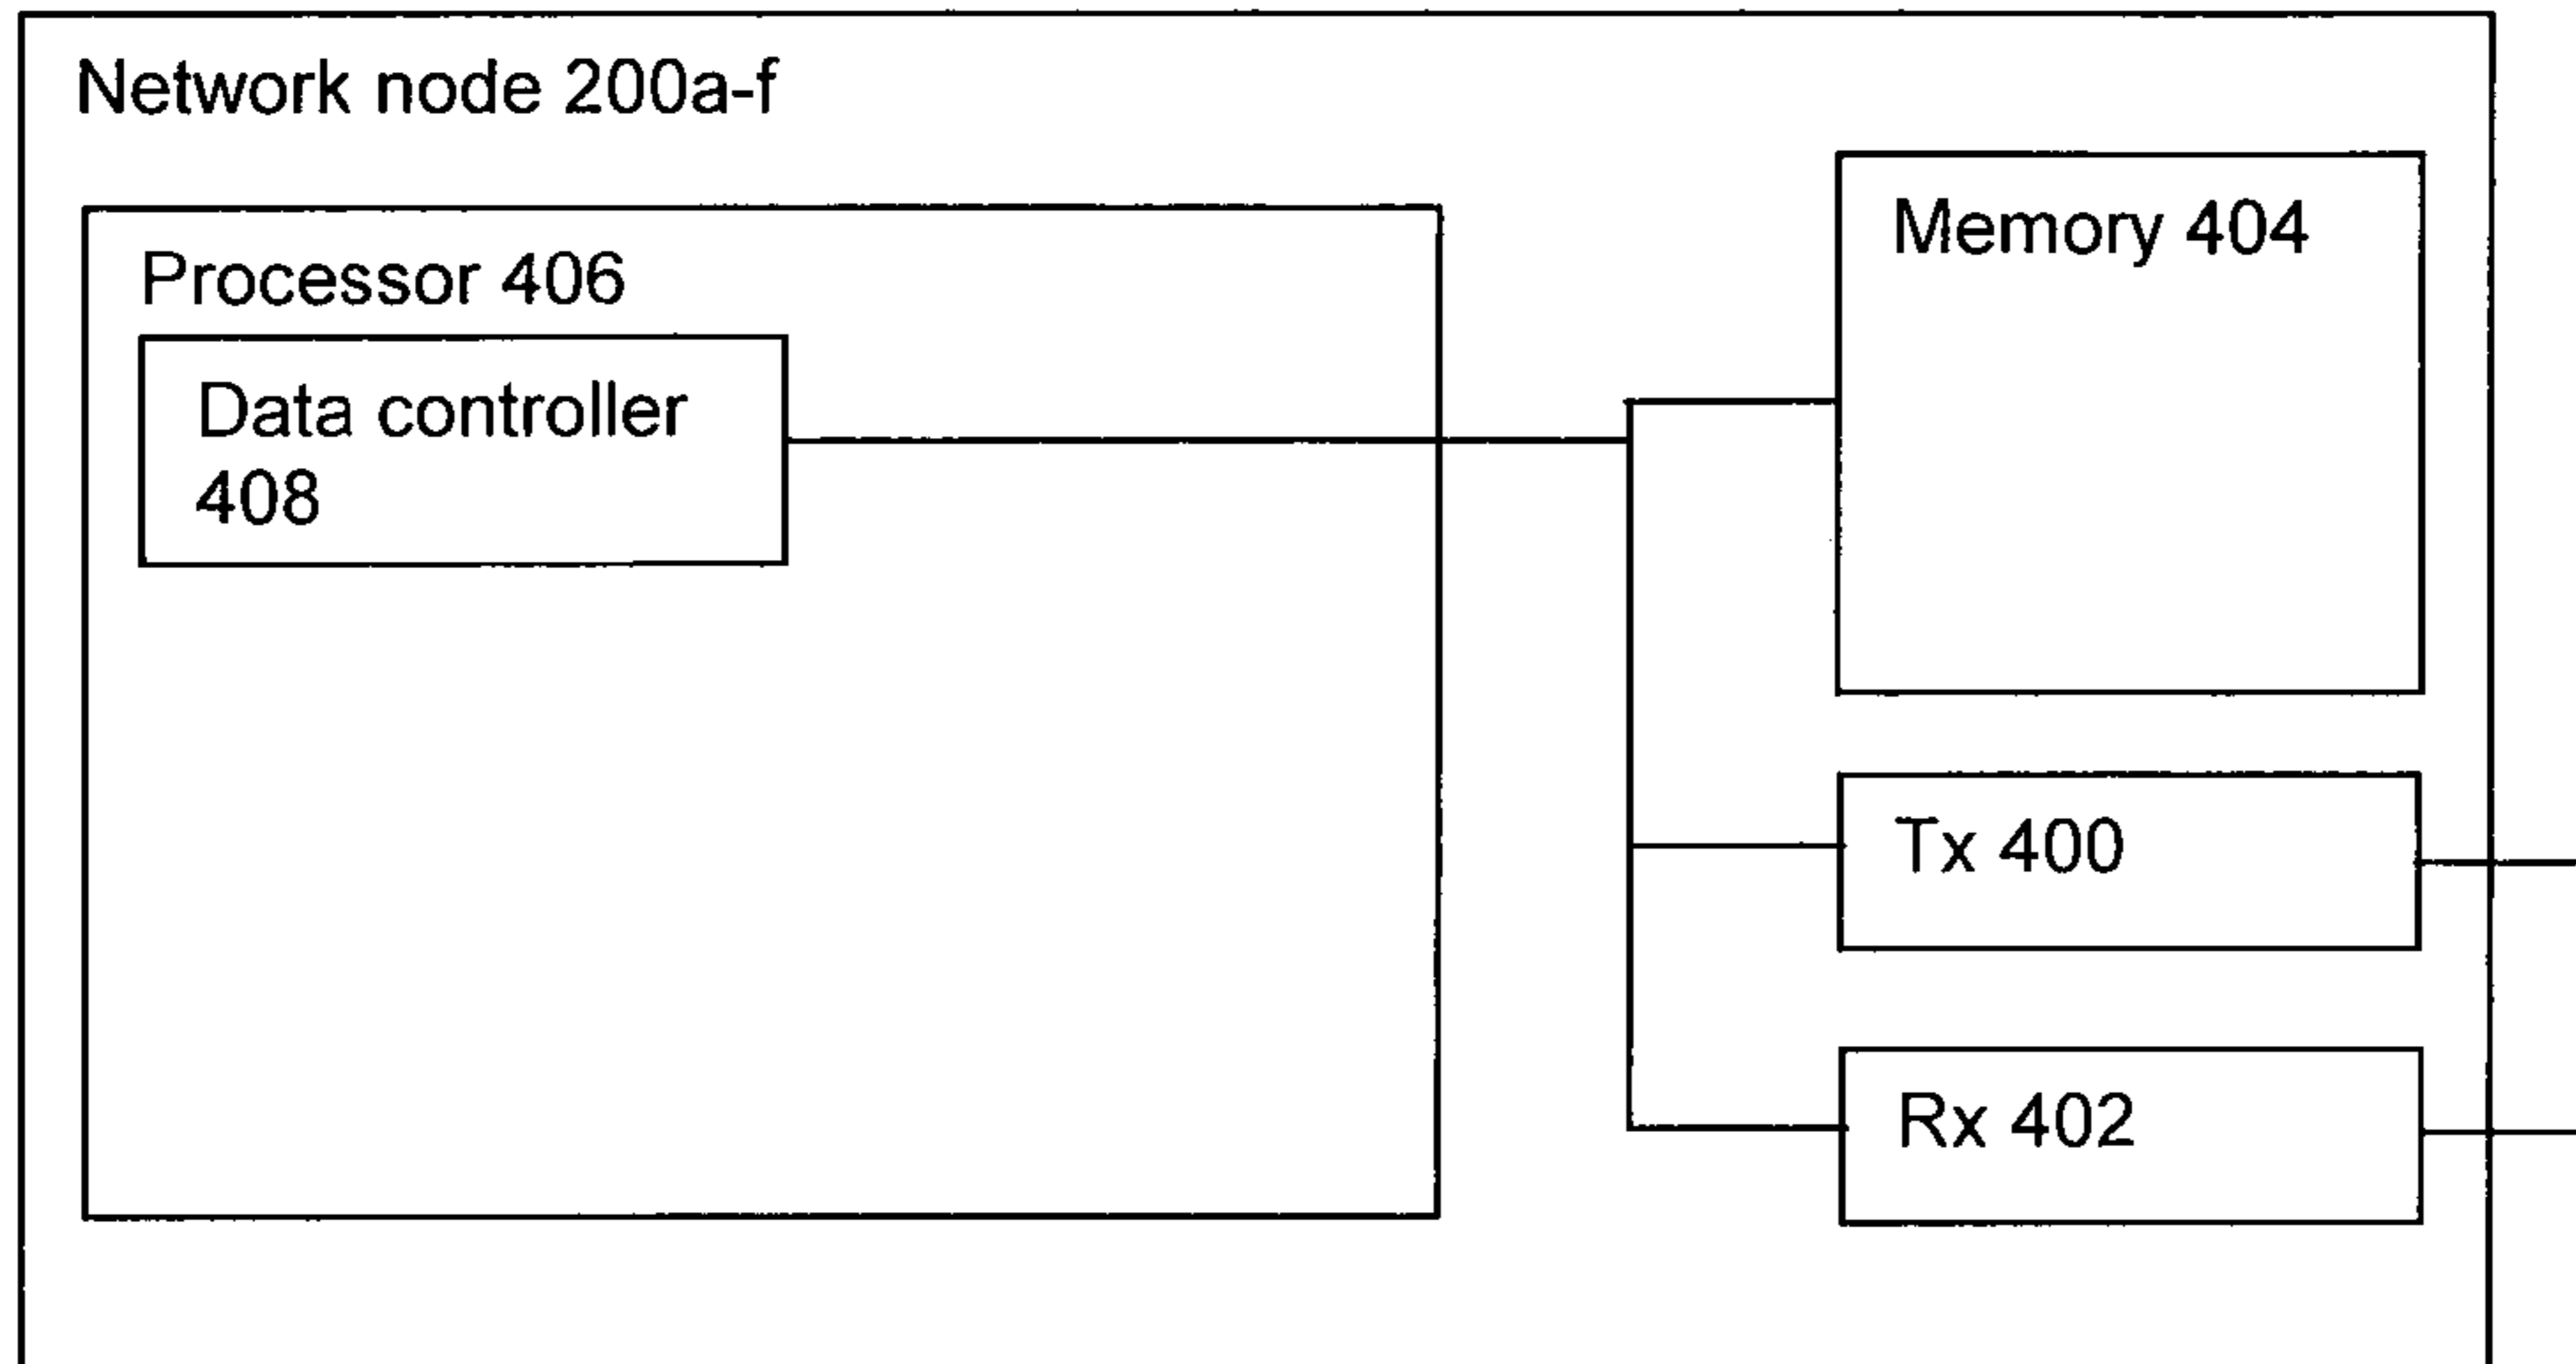 Network node 200a-f
Processor 406
Data controller
408
Memory 404
Tx 400
Rx 402